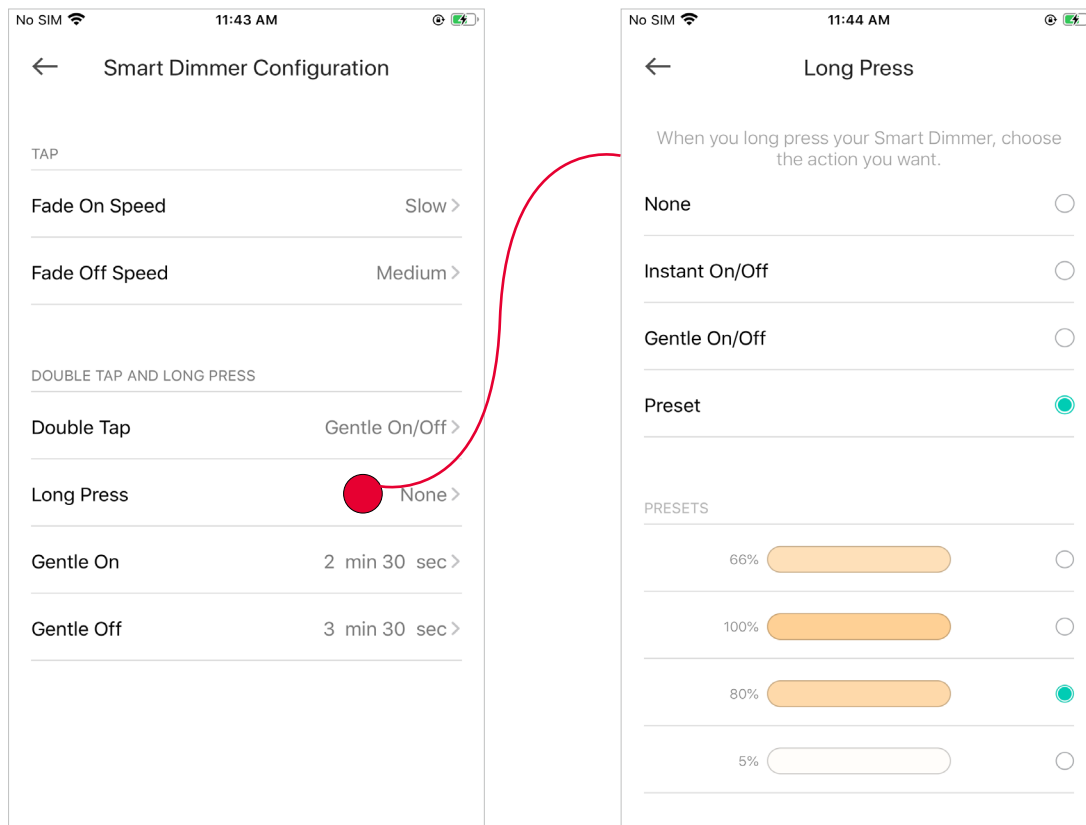 No SIM 11:43 AM
Smart Dimmer Configuration
TAP
Fade On Speed Slow
Fade Off Speed Medium
DOUBLE TAP AND LONG PRESS
Double Tap Gentle On/Off
Long Press None
Gentle On 2 min 30 sec
Gentle Off 3 min 30 sec
No SIM 11:44 AM
Long Press
When you long press your Smart Dimmer, choose
the action you want.
None
Instant On/Off
Gentle On/Off
Preset
PRESETS
66%
100%
80%
5%